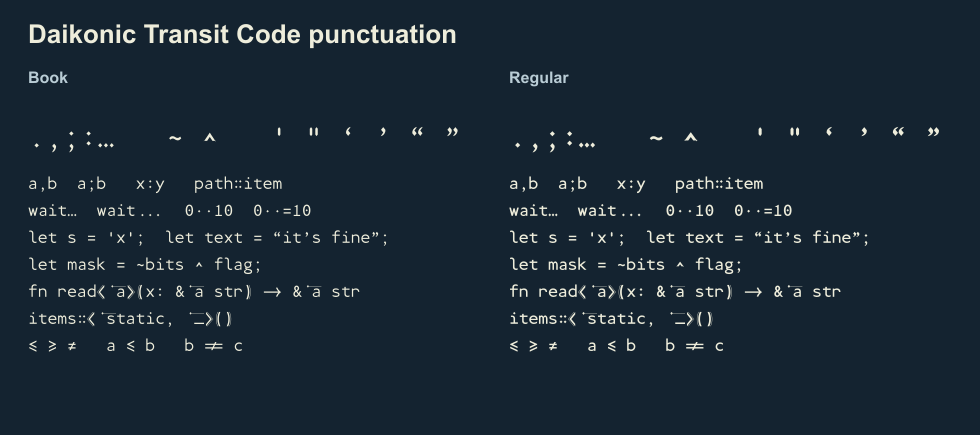 Daikonic Transit Code punctuation
Book
. , ; : … ~ ^ ' " ‘ ’ “ ”
a,b a;b x:y path::item
wait… wait... 0··10 0··=10
let s = 'x'; let text = “it’s fine”;
let mask = ~bits ^ flag;
fn read<'a>(x: &'a str) → &'a str
items::<'static, '_>()
⩽ ⩾ ≠ a ⩽ b b ≠ c
Regular
. , ; : … ~ ^ ' " ‘ ’ “ ”
a,b a;b x:y path::item
wait… wait... 0··10 0··=10
let s = 'x'; let text = “it’s fine”;
let mask = ~bits ^ flag;
fn read<'a>(x: &'a str) → &'a str
items::<'static, '_>()
⩽ ⩾ ≠ a ⩽ b b ≠ c